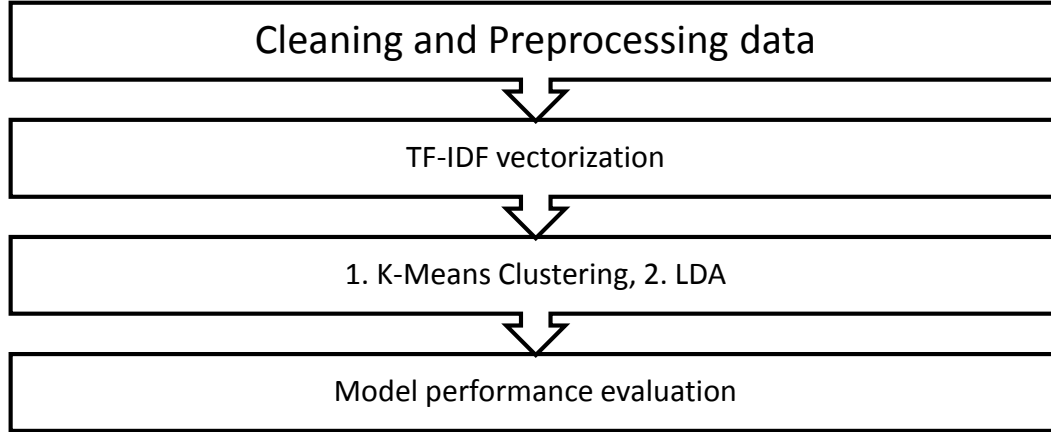 Cleaning and Preprocessing data
TF-IDF vectorization
1. K-Means Clustering, 2. LDA
Model performance evaluation